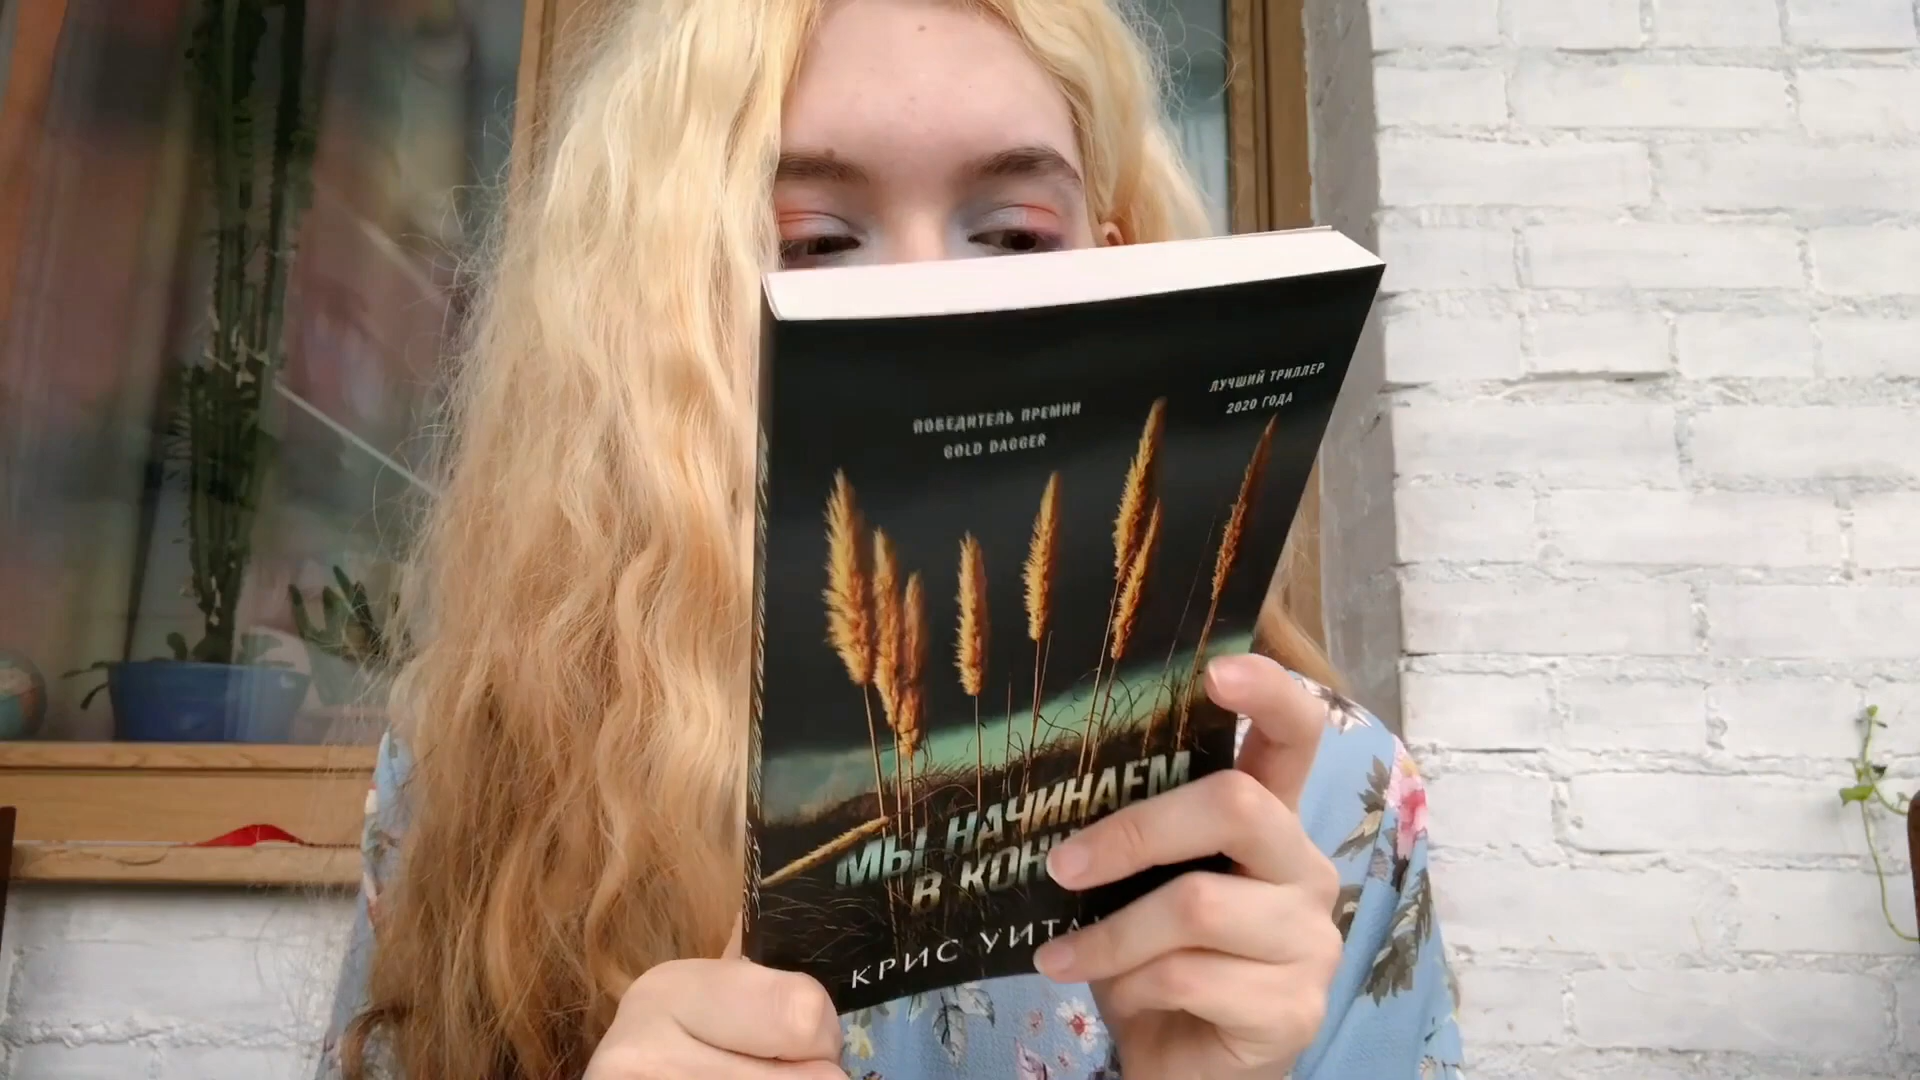 ПОБЕДИТЕЛЬ ПРЕМИИ
GOLD DAGGER
ЛУЧШИЙ ТРИЛЛЕР
2020 ГОДА
МЫ НАЧИНАЕМ
В
КРИС